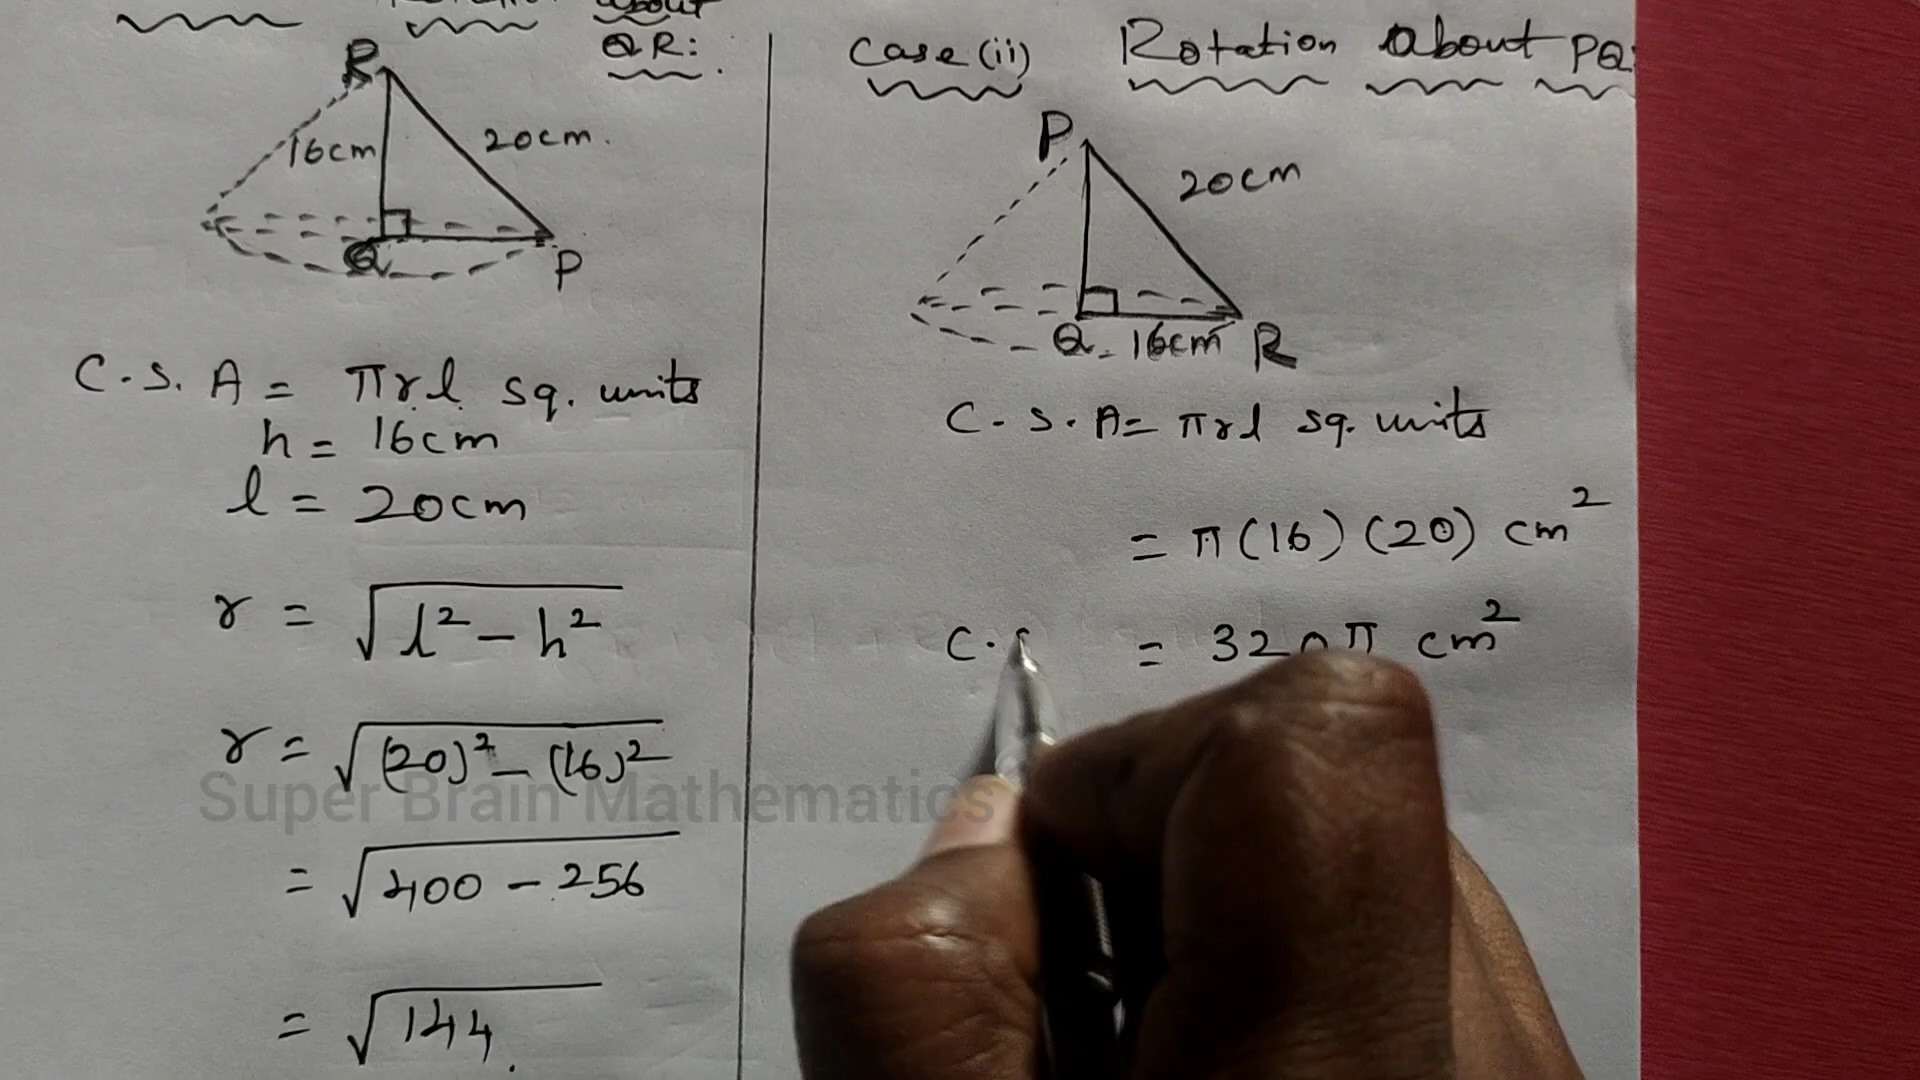 about
QR:
R
16cm
20cm.
Q
P
C.S.A = πrl sq. units
h = 16cm
l = 20cm
r = √l² - h²
r = √(20)² - (16)²
= √400 - 256
= √144
Case (ii) Rotation about PQ:
P
20cm
Q
16cm
R
C.S.A = πrl sq. units
= π(16)(20) cm²
C.S = 320π cm²
Super Brain Mathematics